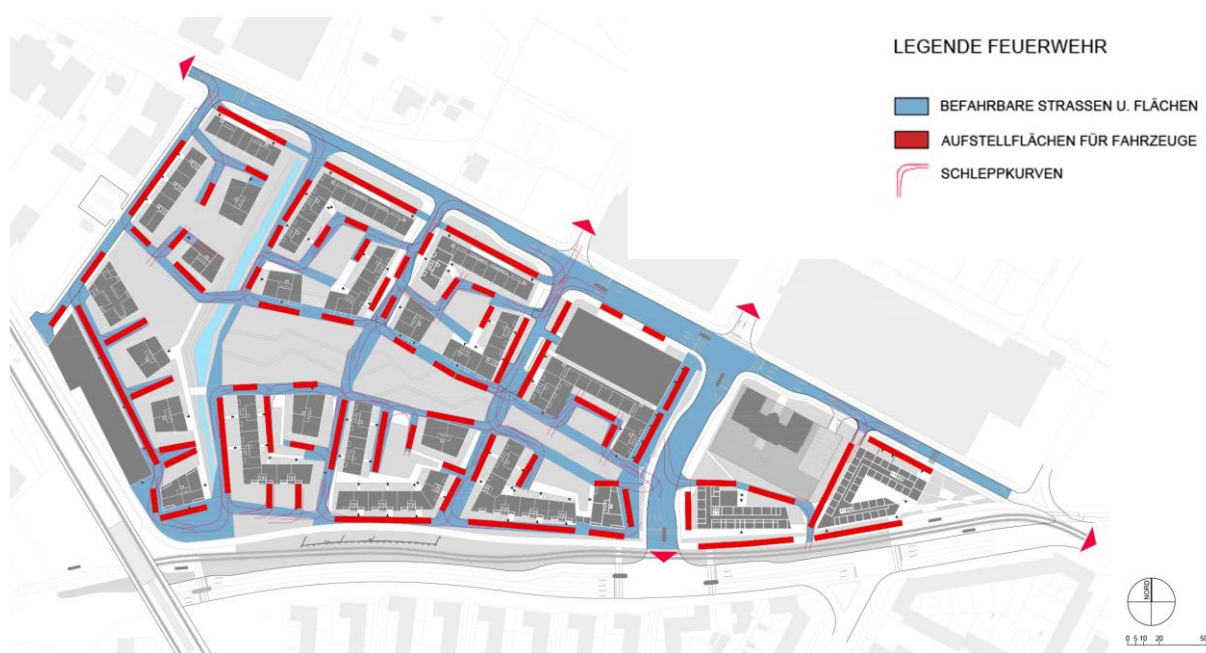 LEGENDE FEUERWEHR
BEFAHRBARE STRASSEN U. FLÄCHEN
AUFSTELLFLÄCHEN FÜR FAHRZEUGE
SCHLEPPKURVEN
NORD
0 5 10 20 50